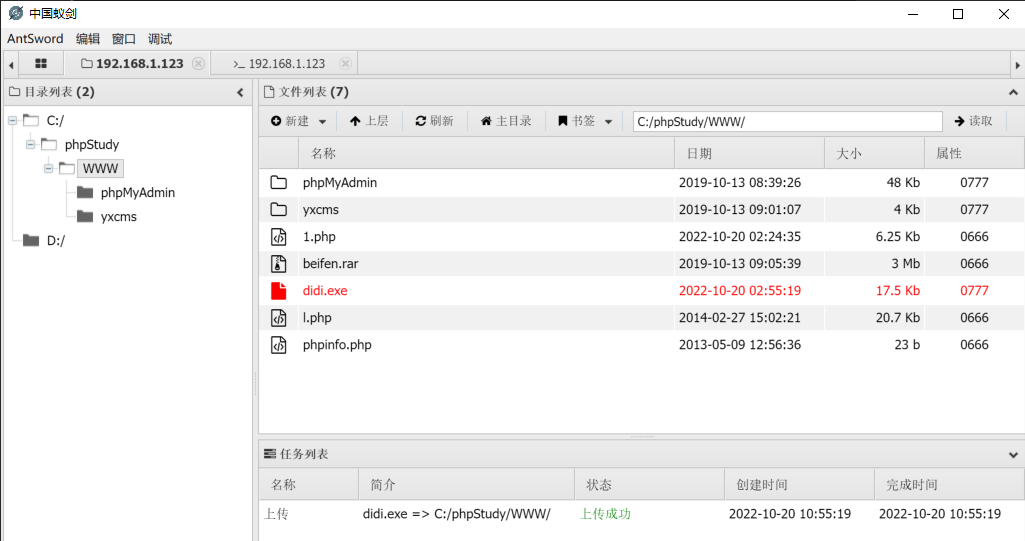 中国蚁剑
AntSword 编辑 窗口 调试
192.168.1.123 >_ 192.168.1.123
目录列表 (2)
C:/
phpStudy
WWW
phpMyAdmin
yxcms
D:/
文件列表 (7)
新建 上层 刷新 主目录 书签 C:/phpStudy/WWW/ 读取
名称 日期 大小 属性
phpMyAdmin 2019-10-13 08:39:26 48 Kb 0777
yxcms 2019-10-13 09:01:07 4 Kb 0777
1.php 2022-10-20 02:24:35 6.25 Kb 0666
beifen.rar 2019-10-13 09:05:39 3 Mb 0666
didi.exe 2022-10-20 02:55:19 17.5 Kb 0777
l.php 2014-02-27 15:02:21 20.7 Kb 0666
phpinfo.php 2013-05-09 12:56:36 23 b 0666
任务列表
名称 简介 状态 创建时间 完成时间
上传 didi.exe => C:/phpStudy/WWW/ 上传成功 2022-10-20 10:55:19 2022-10-20 10:55:19